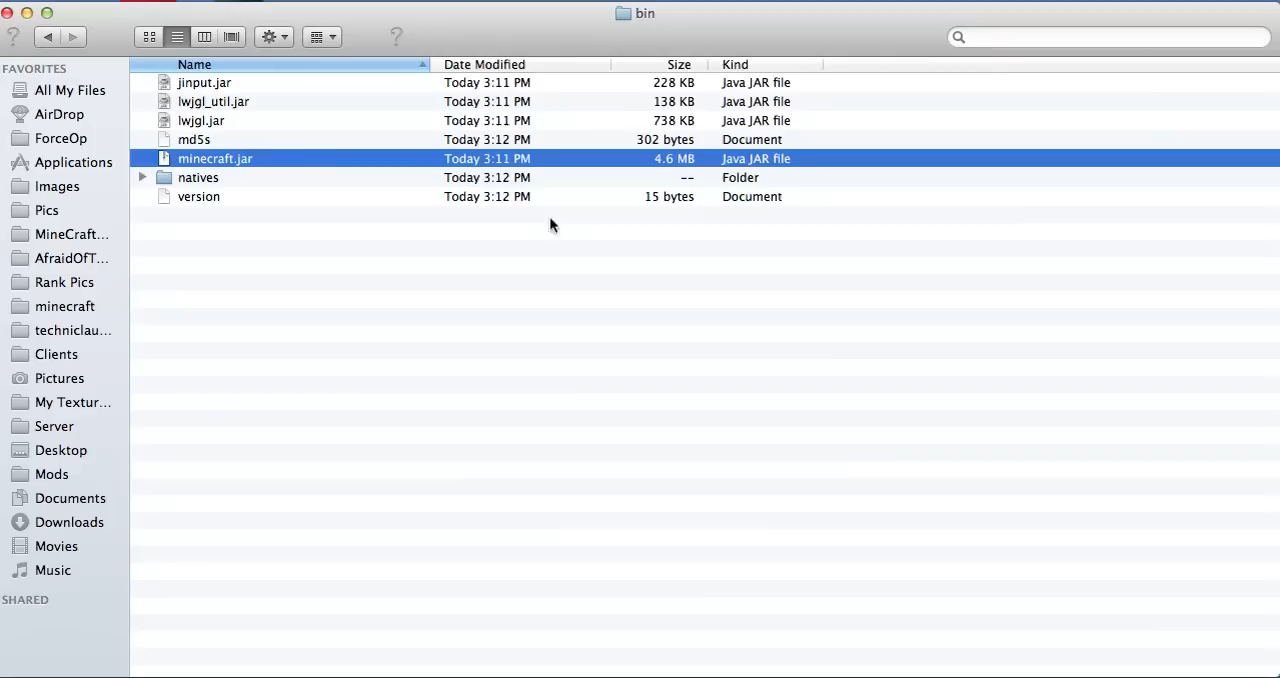 bin
FAVORITES
All My Files
AirDrop
ForceOp
Applications
Images
Pics
MineCraft...
AfraidOfT...
Rank Pics
minecraft
techniclau...
Clients
Pictures
My Textur...
Server
Desktop
Mods
Documents
Downloads
Movies
Music
SHARED
Name Date Modified Size Kind
jinput.jar Today 3:11 PM 228 KB Java JAR file
lwjgl_util.jar Today 3:11 PM 138 KB Java JAR file
lwjgl.jar Today 3:11 PM 738 KB Java JAR file
md5s Today 3:12 PM 302 bytes Document
minecraft.jar Today 3:11 PM 4.6 MB Java JAR file
natives Today 3:12 PM -- Folder
version Today 3:12 PM 15 bytes Document